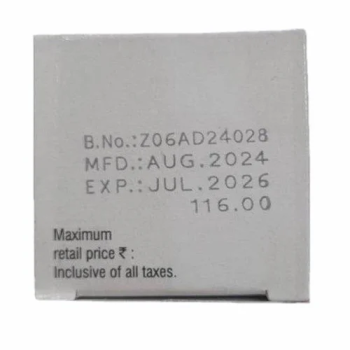 B.No.:Z06AD24028
MFD.:AUG.2024
EXP.:JUL.2026
116.00
Maximum
retail price ₹ :
Inclusive of all taxes.